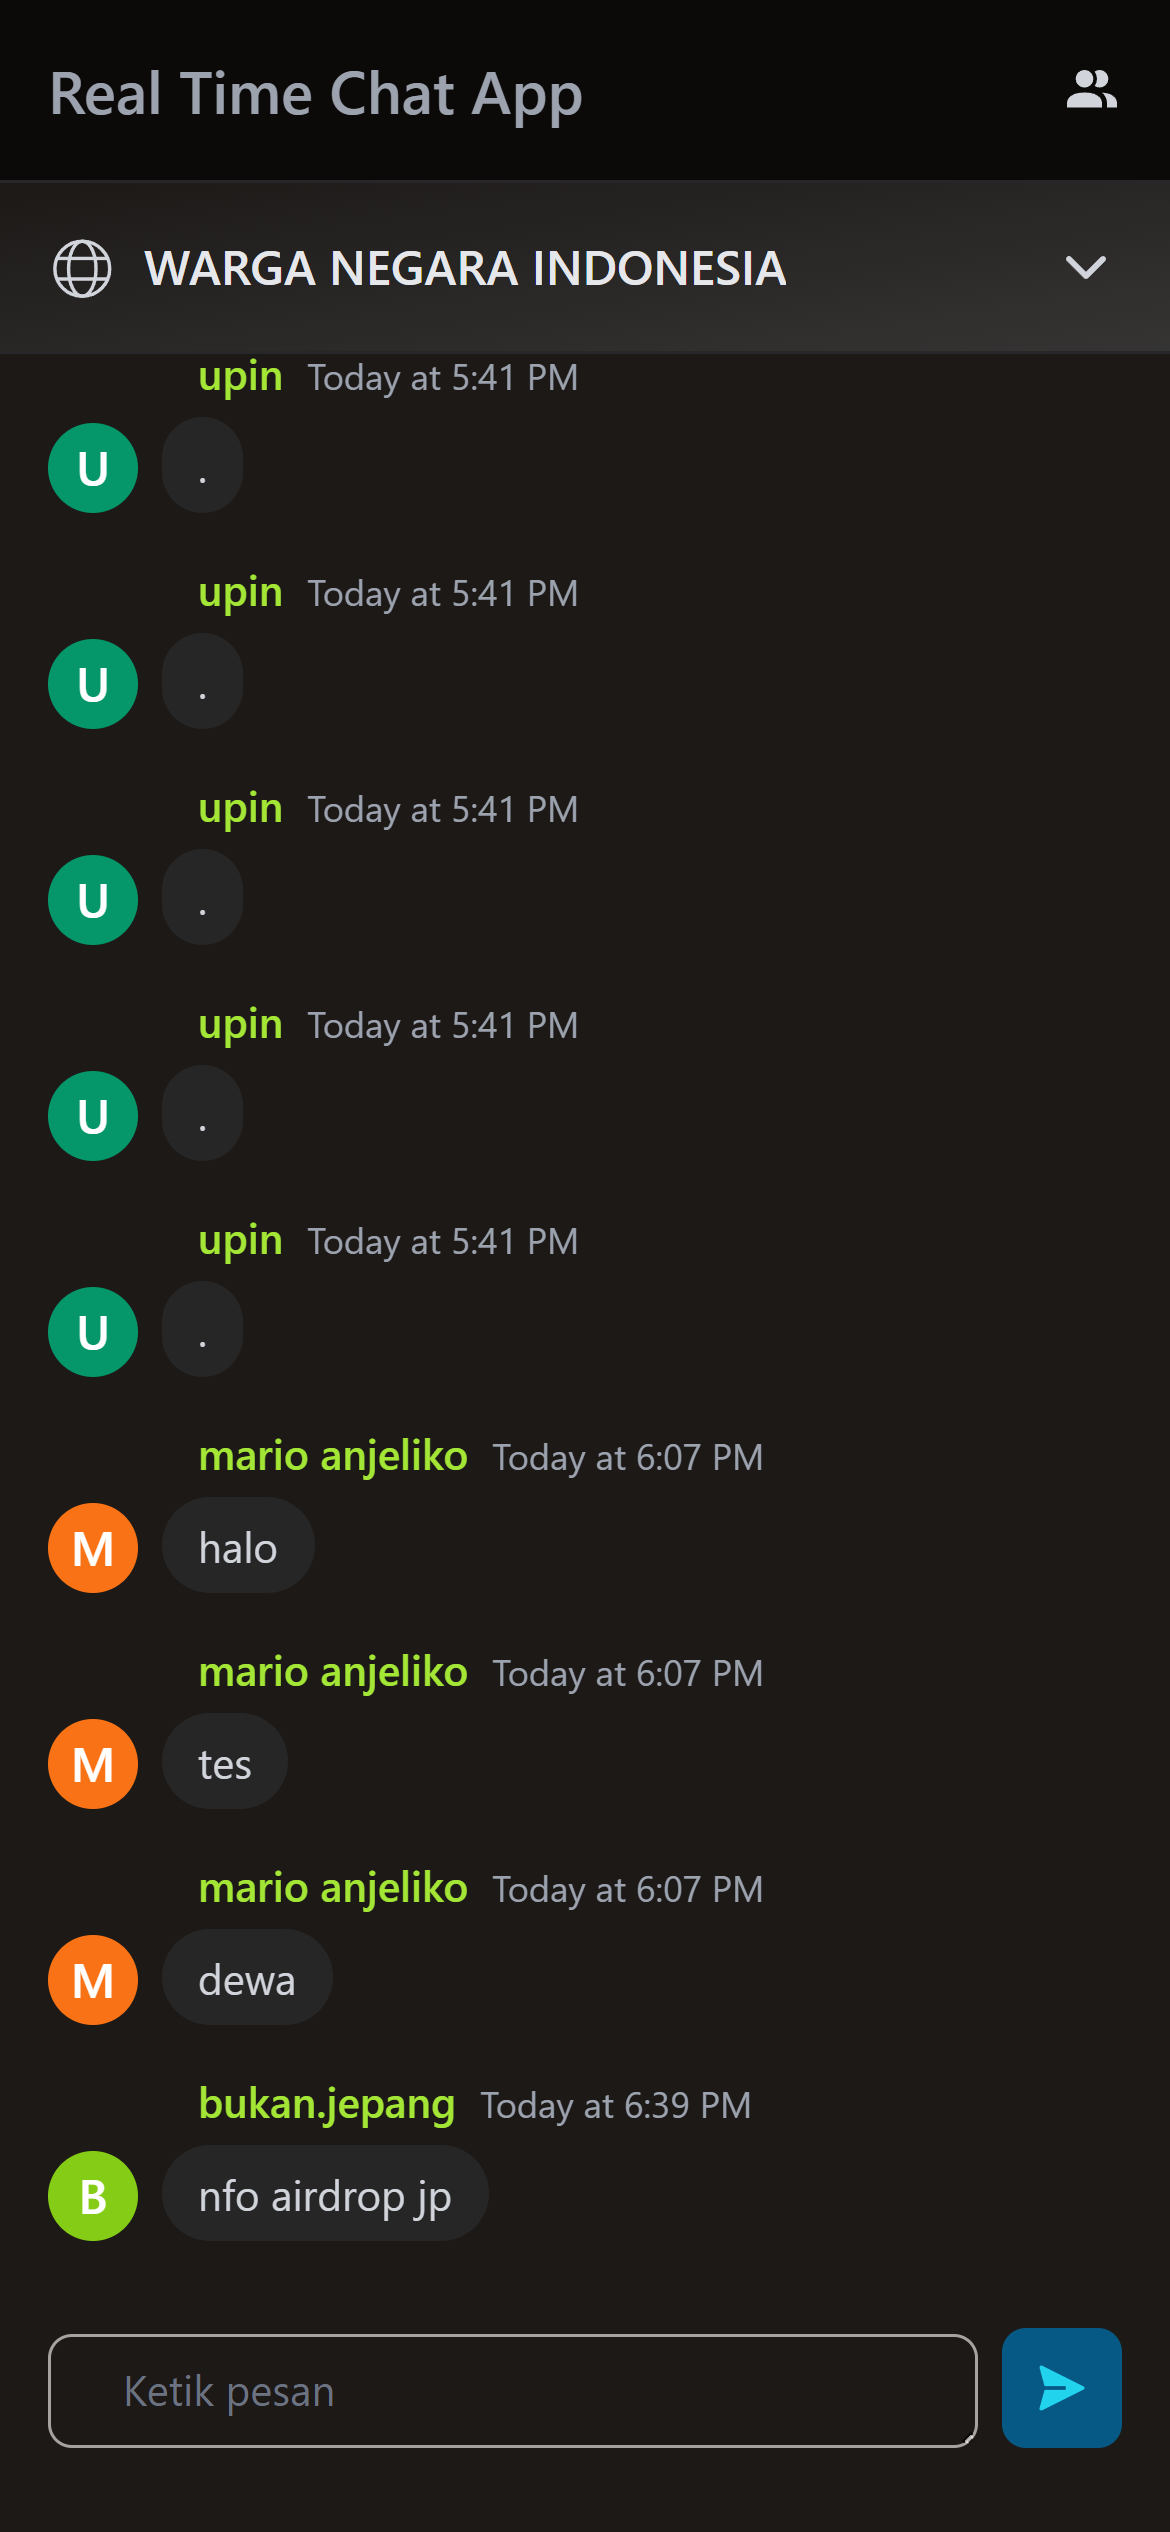 Real Time Chat App
WARGA NEGARA INDONESIA
upin Today at 5:41 PM
U .
upin Today at 5:41 PM
U .
upin Today at 5:41 PM
U .
upin Today at 5:41 PM
U .
upin Today at 5:41 PM
U .
mario anjeliko Today at 6:07 PM
M halo
mario anjeliko Today at 6:07 PM
M tes
mario anjeliko Today at 6:07 PM
M dewa
bukan.jepang Today at 6:39 PM
B nfo airdrop jp
Ketik pesan